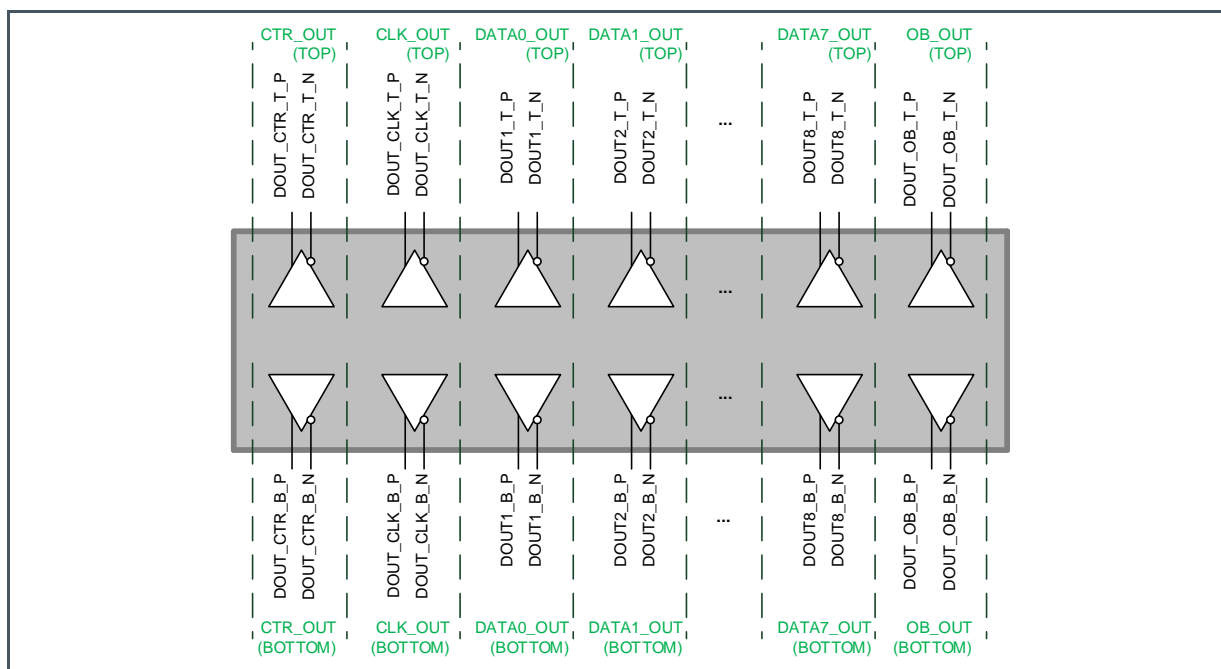 CTR_OUT
(TOP)
CLK_OUT
(TOP)
DATA0_OUT
(TOP)
DATA1_OUT
(TOP)
DATA7_OUT
(TOP)
OB_OUT
(TOP)
DOUT_CTR_T_P
DOUT_CTR_T_N
DOUT_CLK_T_P
DOUT_CLK_T_N
DOUT1_T_P
DOUT1_T_N
DOUT2_T_P
DOUT2_T_N
...
DOUT8_T_P
DOUT8_T_N
DOUT_OB_T_P
DOUT_OB_T_N
...
...
DOUT_CTR_B_P
DOUT_CTR_B_N
DOUT_CLK_B_P
DOUT_CLK_B_N
DOUT1_B_P
DOUT1_B_N
DOUT2_B_P
DOUT2_B_N
...
DOUT8_B_P
DOUT8_B_N
DOUT_OB_B_P
DOUT_OB_B_N
CTR_OUT
(BOTTOM)
CLK_OUT
(BOTTOM)
DATA0_OUT
(BOTTOM)
DATA1_OUT
(BOTTOM)
DATA7_OUT
(BOTTOM)
OB_OUT
(BOTTOM)